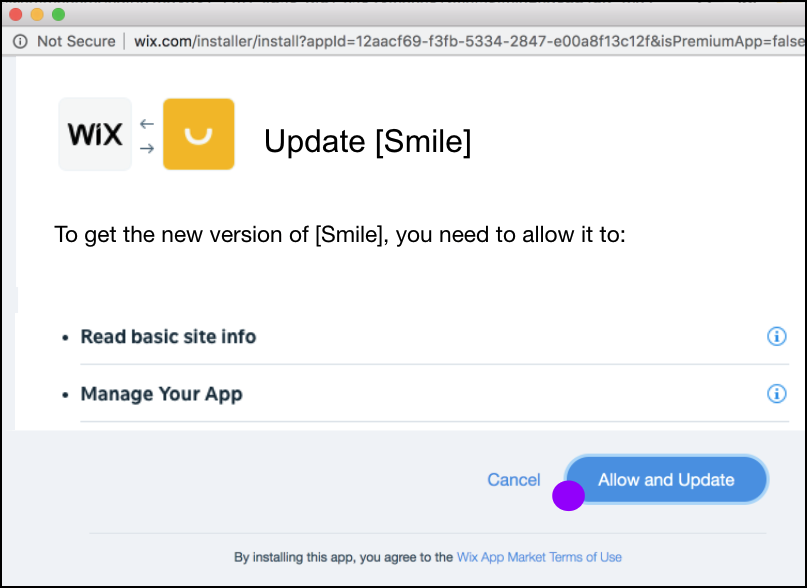 Not Secure | wix.com/installer/install?appId=12aacf69-f3fb-5334-2847-e00a8f13c12f&isPremiumApp=false
WiX
Update [Smile]
To get the new version of [Smile], you need to allow it to:
• Read basic site info
• Manage Your App
Cancel Allow and Update
By installing this app, you agree to the Wix App Market Terms of Use